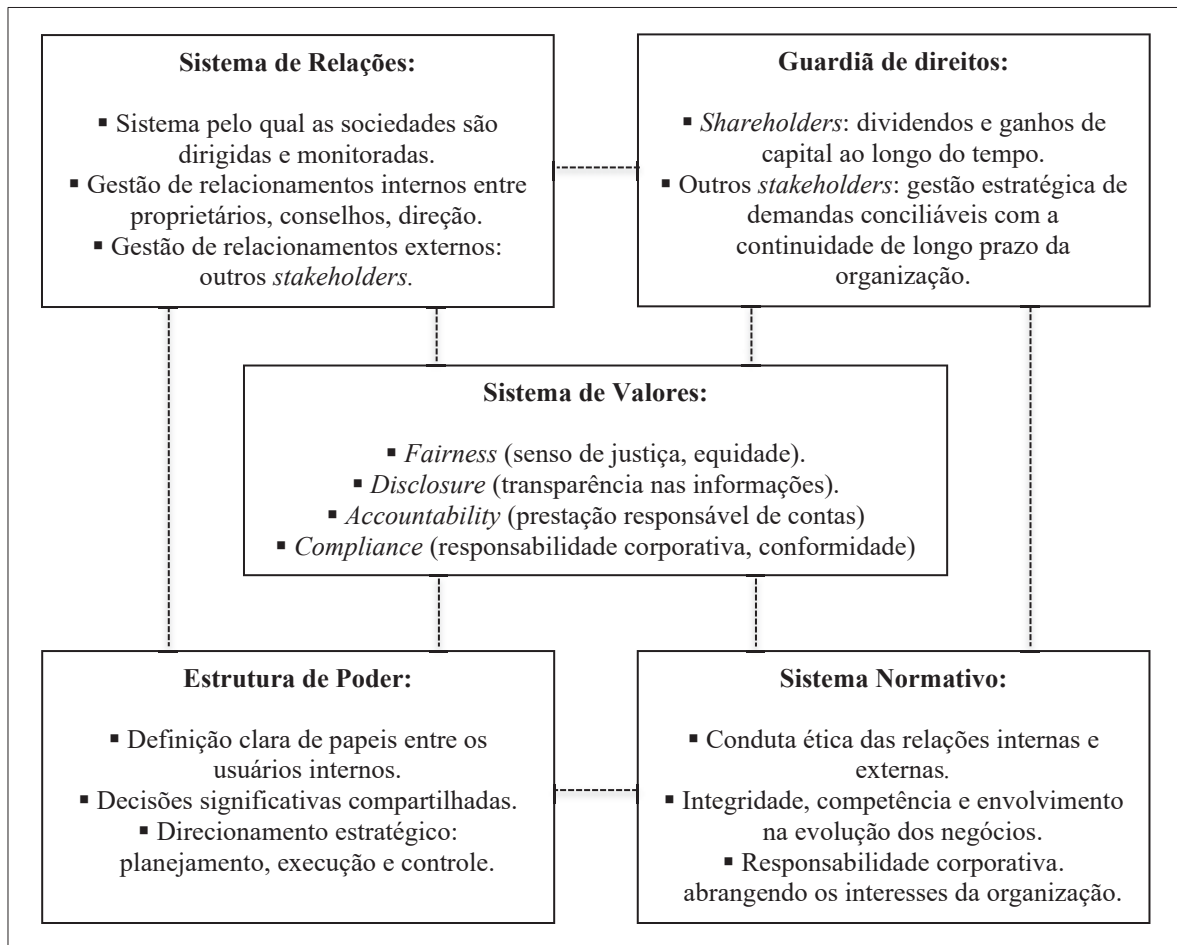 Sistema de Relações:
▪ Sistema pelo qual as sociedades são
dirigidas e monitoradas.
▪ Gestão de relacionamentos internos entre
proprietários, conselhos, direção.
▪ Gestão de relacionamentos externos:
outros stakeholders.
Guardiã de direitos:
▪ Shareholders: dividendos e ganhos de
capital ao longo do tempo.
▪ Outros stakeholders: gestão estratégica de
demandas conciliáveis com a
continuidade de longo prazo da
organização.
Sistema de Valores:
▪ Fairness (senso de justiça, equidade).
▪ Disclosure (transparência nas informações).
▪ Accountability (prestação responsável de contas)
▪ Compliance (responsabilidade corporativa, conformidade)
Estrutura de Poder:
▪ Definição clara de papeis entre os
usuários internos.
▪ Decisões significativas compartilhadas.
▪ Direcionamento estratégico:
planejamento, execução e controle.
Sistema Normativo:
▪ Conduta ética das relações internas e
externas.
▪ Integridade, competência e envolvimento
na evolução dos negócios.
▪ Responsabilidade corporativa.
abrangendo os interesses da organização.